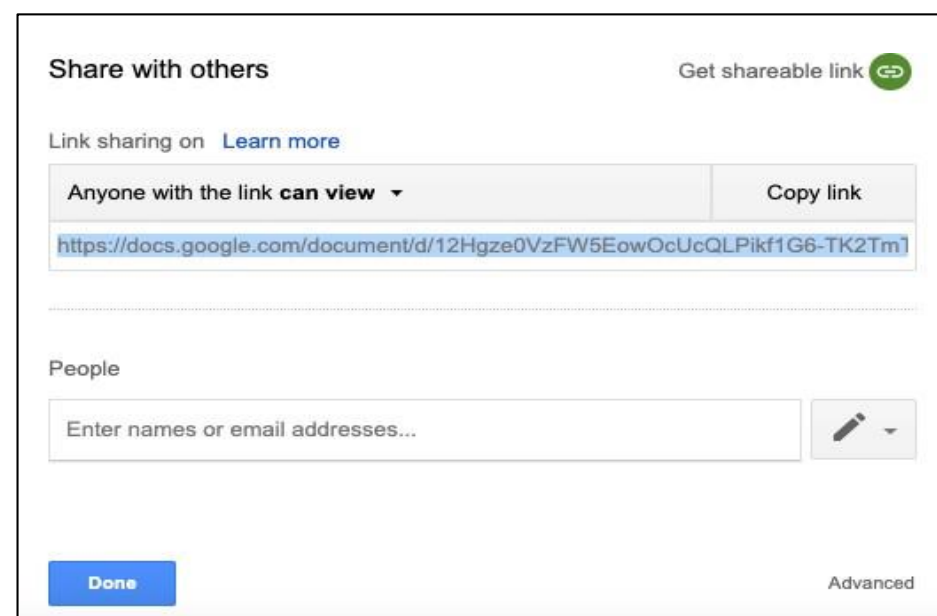 Share with others
Get shareable link
Link sharing on Learn more
Anyone with the link can view
Copy link
https://docs.google.com/document/d/12Hgze0VzFW5EowOcUcQLPikf1G6-TK2TmT
People
Enter names or email addresses...
Done
Advanced